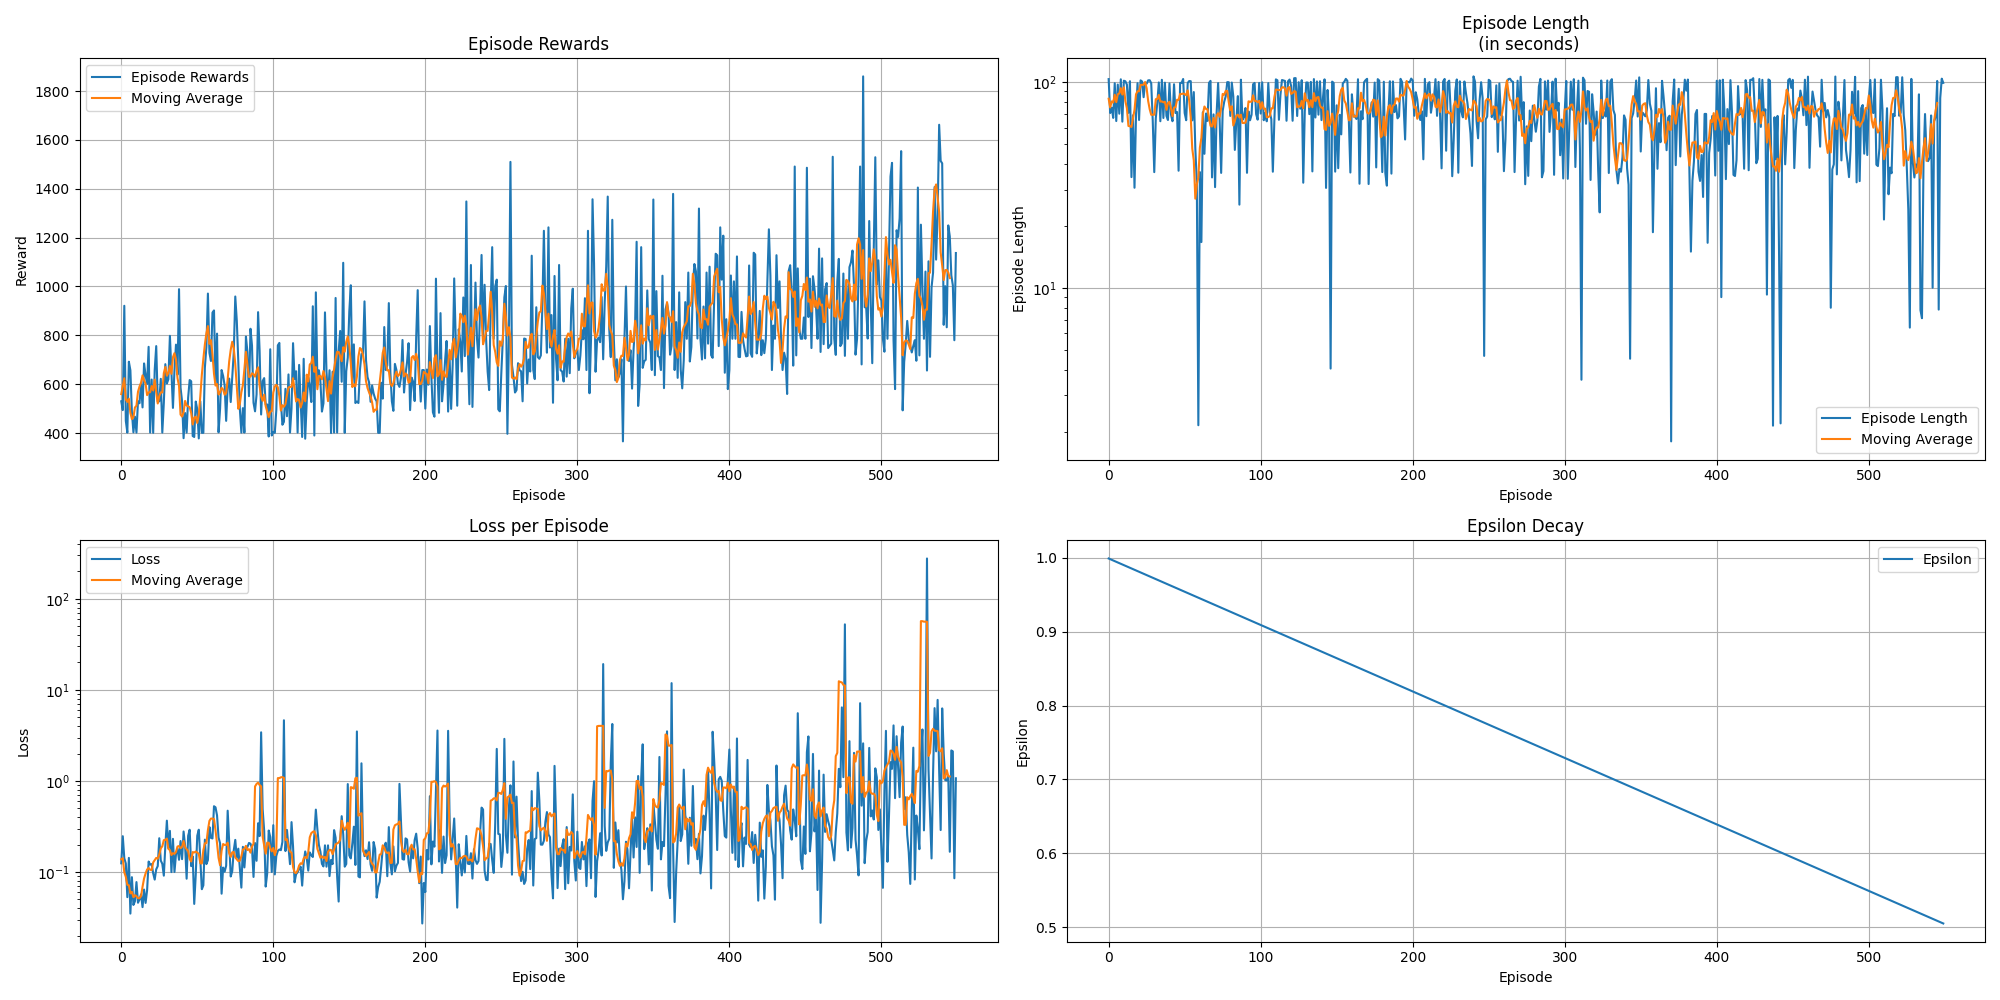 Episode Rewards
Episode Rewards
Moving Average
1800
1600
1400
1200
1000
800
600
400
Reward
0 100 200 300 400 500
Episode
Episode Length
(in seconds)
10²
10¹
Episode Length
Episode Length
Moving Average
0 100 200 300 400 500
Episode
Loss per Episode
Loss
Moving Average
10²
10¹
10⁰
10⁻¹
Loss
0 100 200 300 400 500
Episode
Epsilon Decay
Epsilon
1.0
0.9
0.8
0.7
0.6
0.5
Epsilon
0 100 200 300 400 500
Episode